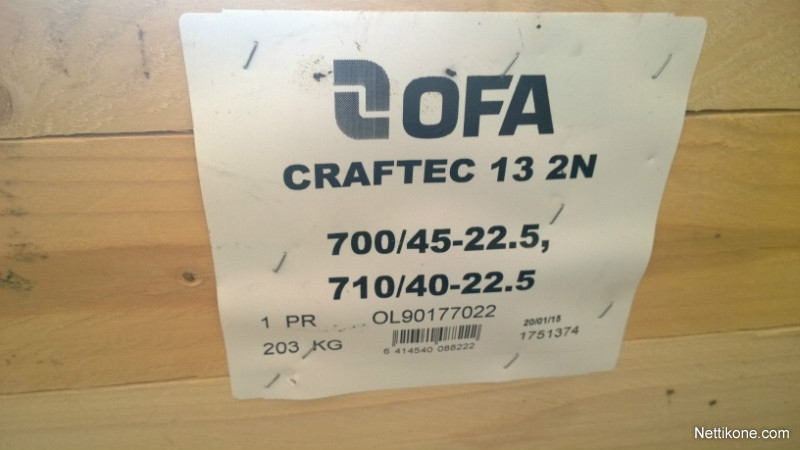 OFA
CRAFTEC 13 2N
700/45-22.5,
710/40-22.5
1 PR OL90177022 20/01/15
203 KG 6 414540 088222 1751374
Nettikone.com